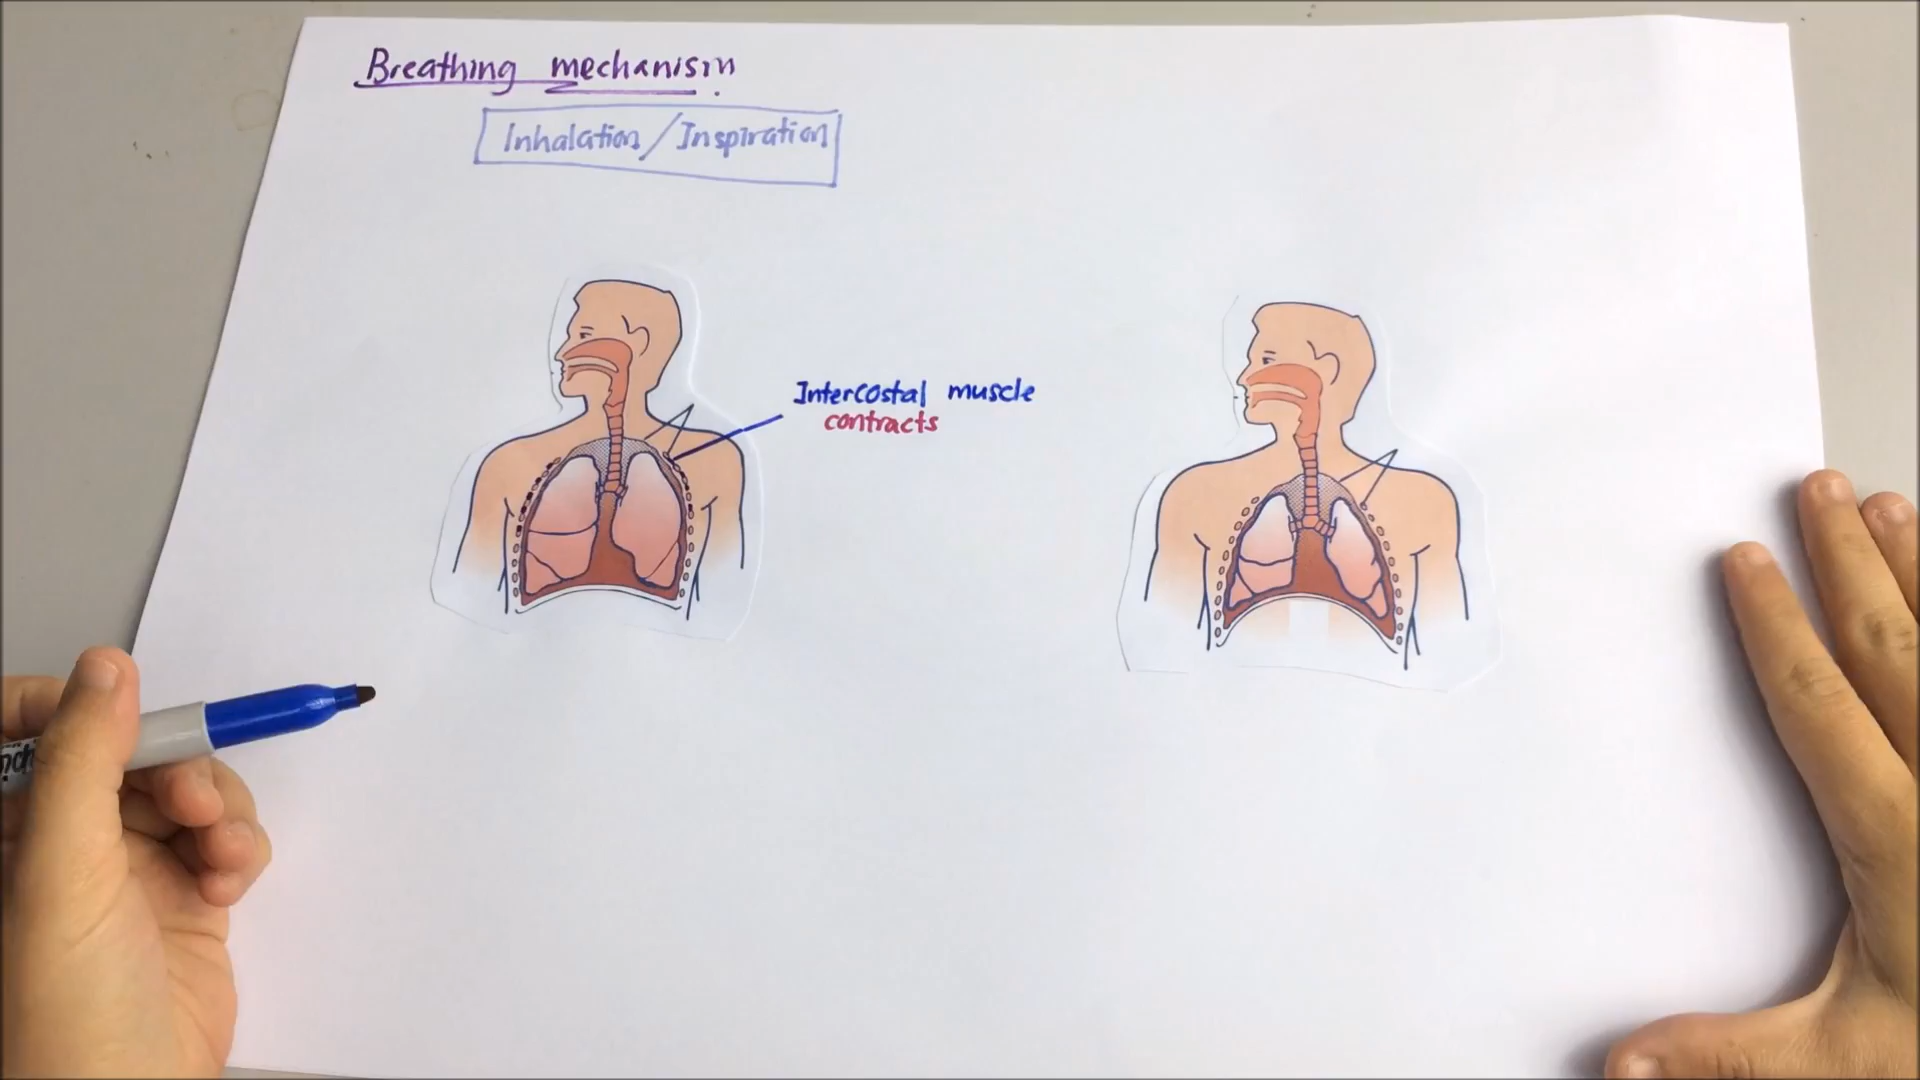 Breathing mechanism
Inhalation/Inspiration
Intercostal muscle
contracts